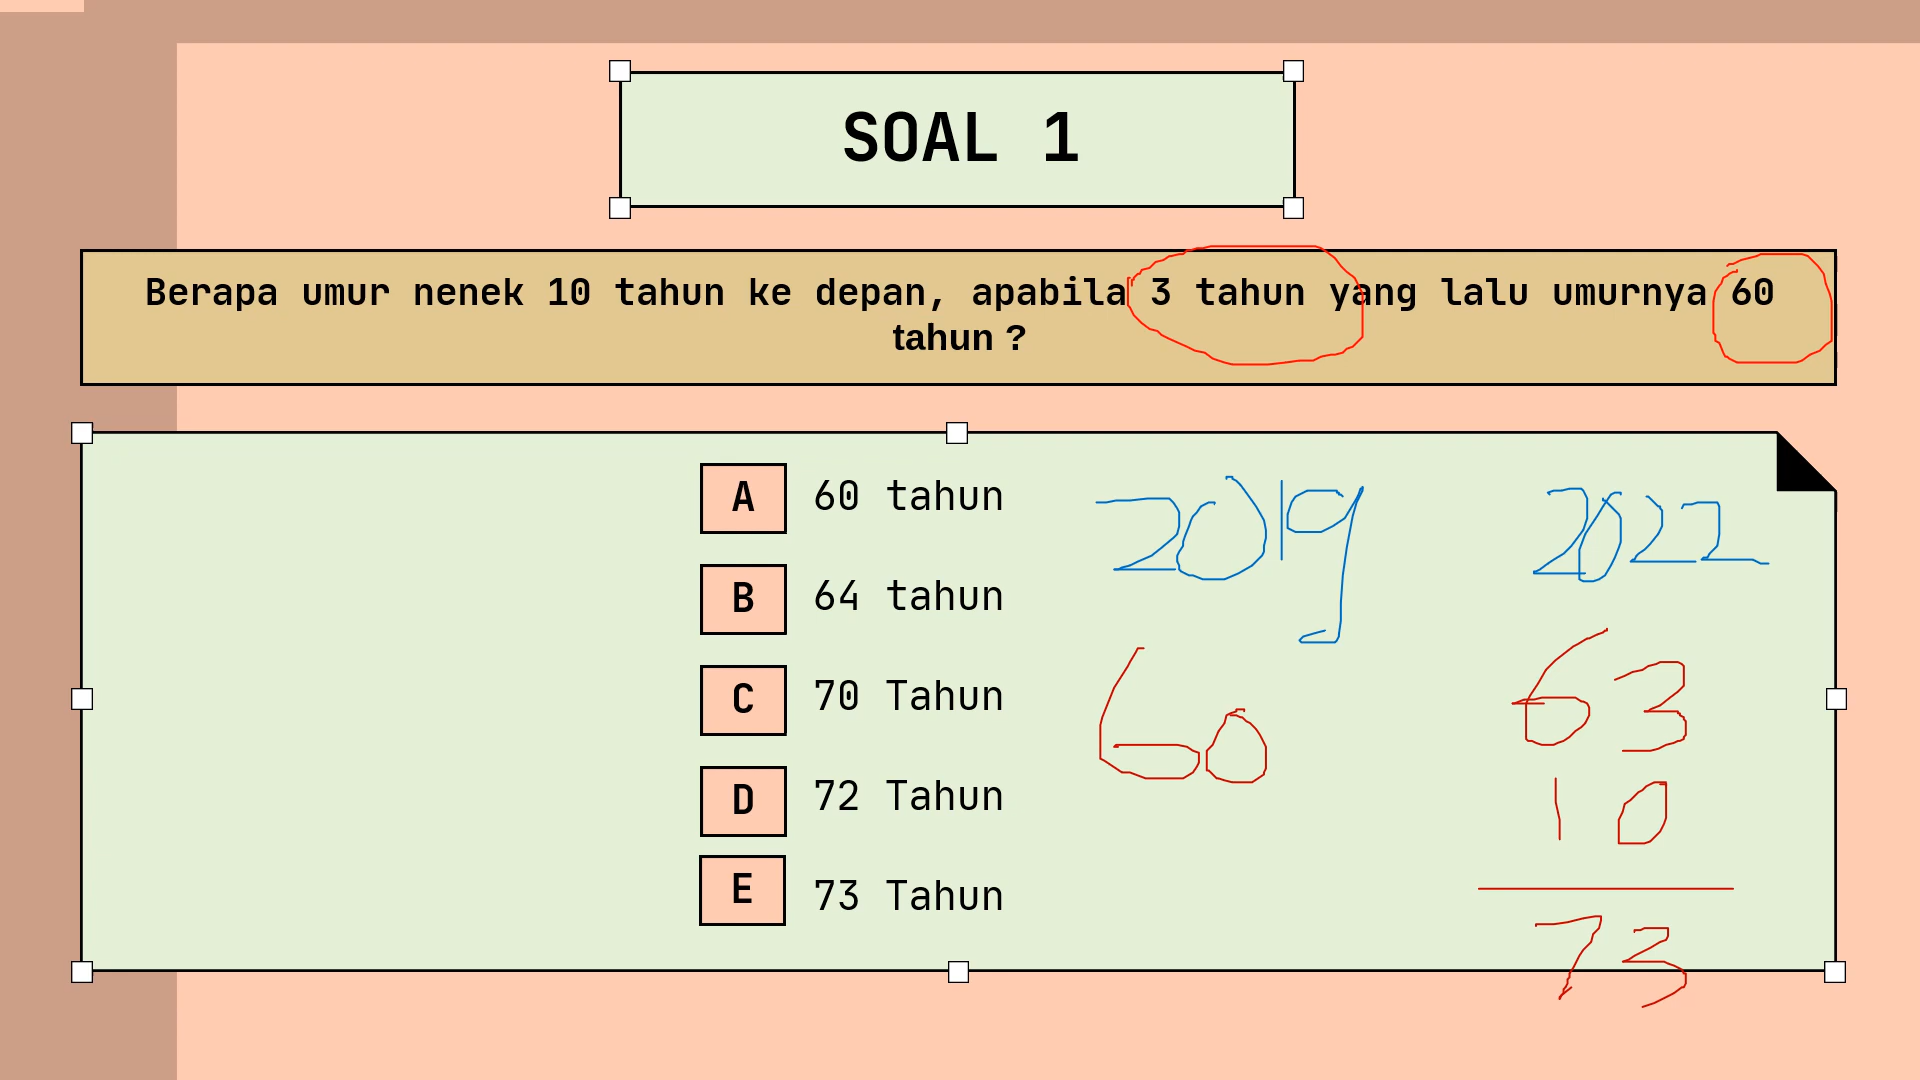 SOAL 1
Berapa umur nenek 10 tahun ke depan, apabila 3 tahun yang lalu umurnya 60
tahun ?
A 60 tahun
B 64 tahun
C 70 Tahun
D 72 Tahun
E 73 Tahun
2019 2022
60 63
10
73